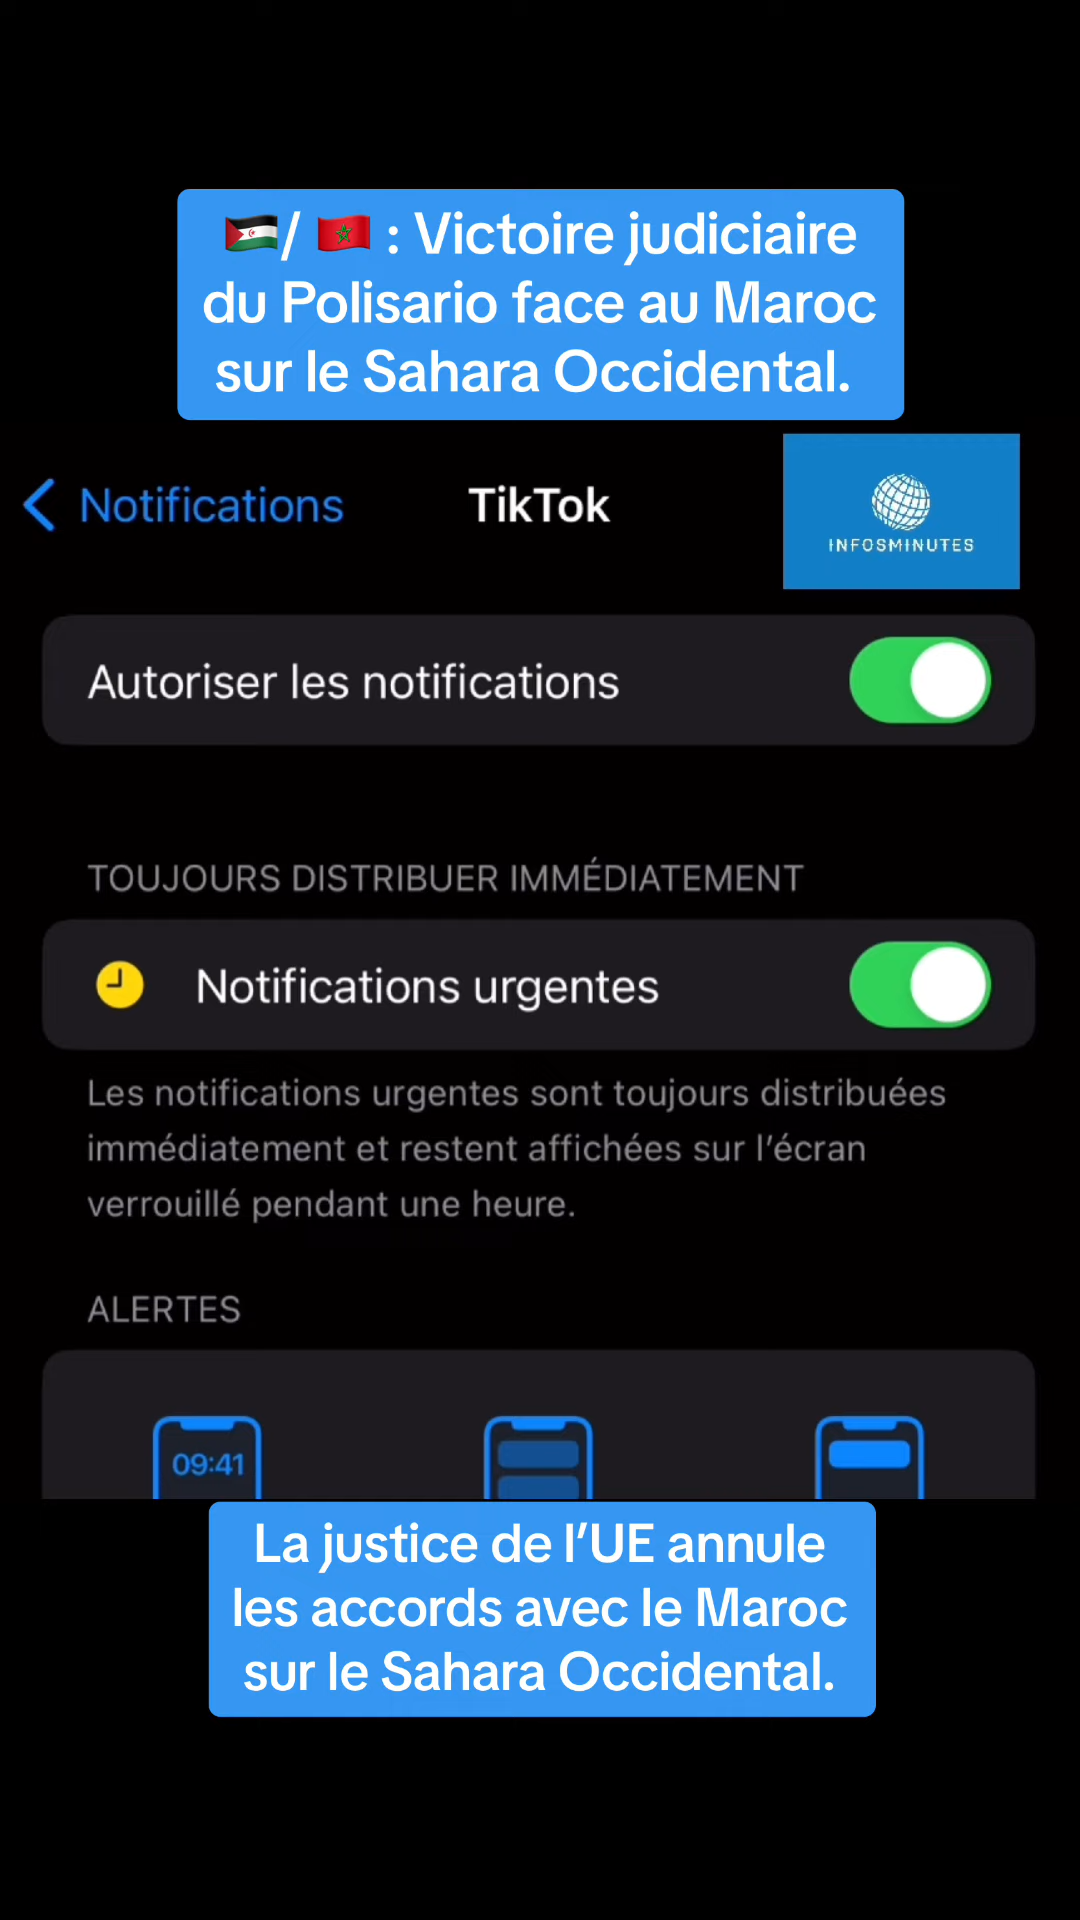 🇪🇭/ 🇲🇦 : Victoire judiciaire
du Polisario face au Maroc
sur le Sahara Occidental.
Notifications
TikTok
INFOSMINUTES
Autoriser les notifications
TOUJOURS DISTRIBUER IMMÉDIATEMENT
Notifications urgentes
Les notifications urgentes sont toujours distribuées
immédiatement et restent affichées sur l’écran
verrouillé pendant une heure.
ALERTES
09:41
La justice de l’UE annule
les accords avec le Maroc
sur le Sahara Occidental.